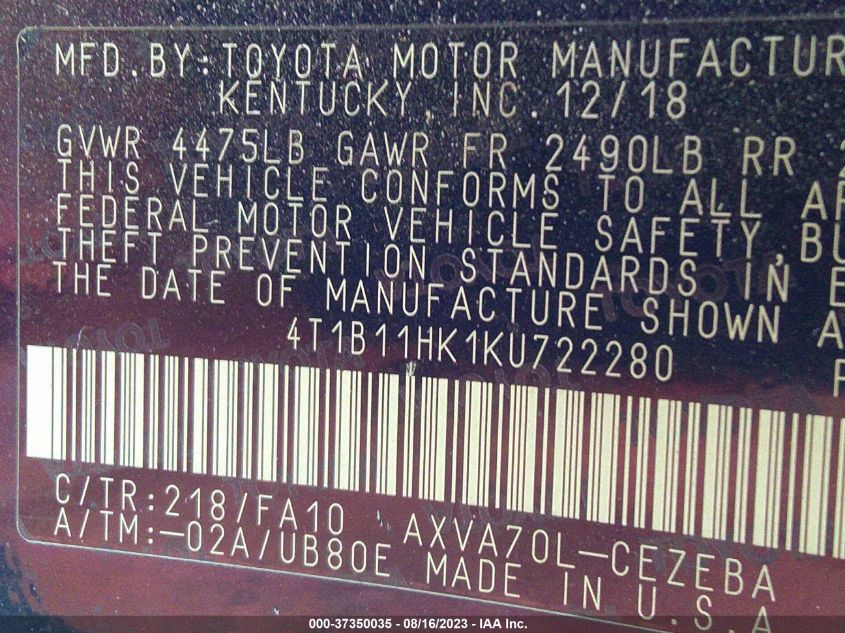 MFD.BY:TOYOTA MOTOR MANUFACTUR
KENTUCKY,INC.12/18
GVWR 4475LB GAWR FR 2490LB RR 2
THIS VEHICLE CONFORMS TO ALL AP
FEDERAL MOTOR VEHICLE SAFETY,BU
THEFT PREVENTION STANDARDS IN E
THE DATE OF MANUFACTURE SHOWN A
4T1B11HK1KU722280 P
C/TR:218/FA10 AXVA70L-CEZEBA
A/TM:-02A/UB80E MADE IN U.S.A
000-37350035 - 08/16/2023 - IAA Inc.